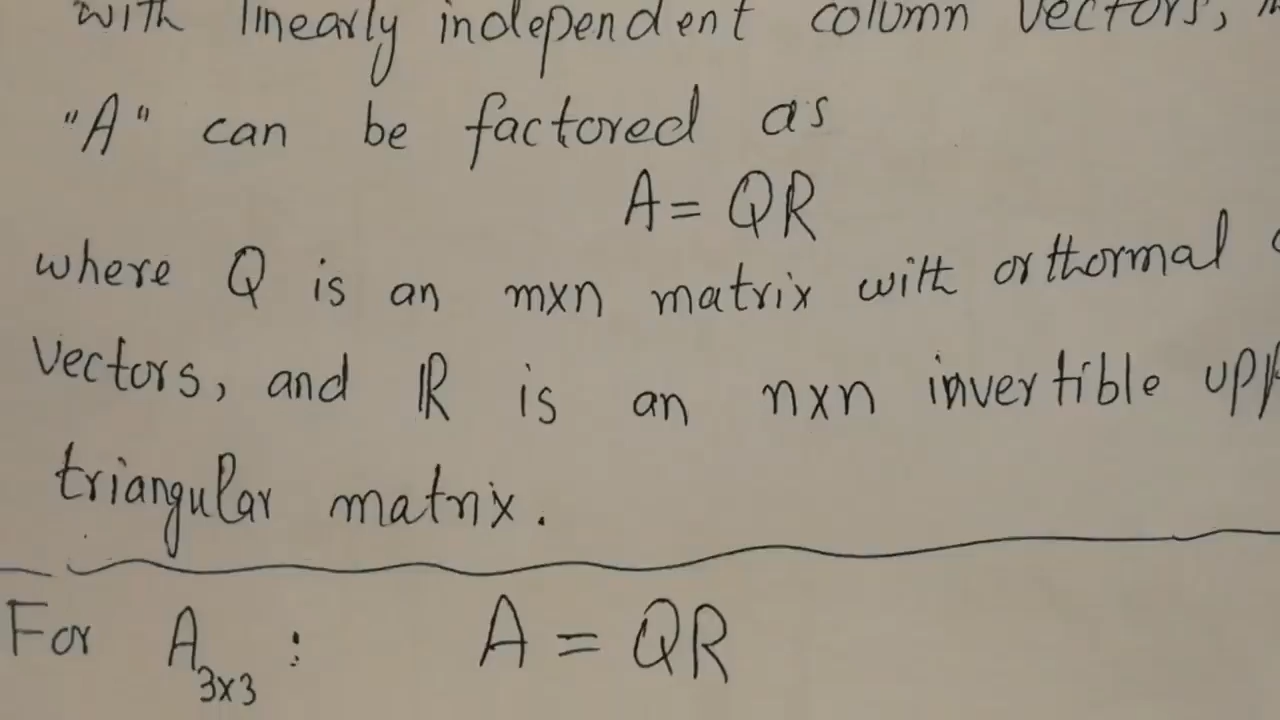 with linearly independent column vectors,
"A" can be factored as
A = QR
where Q is an mxn matrix with orthormal
vectors, and R is an nxn invertible upp
triangular matrix.
For A3x3 : A = QR